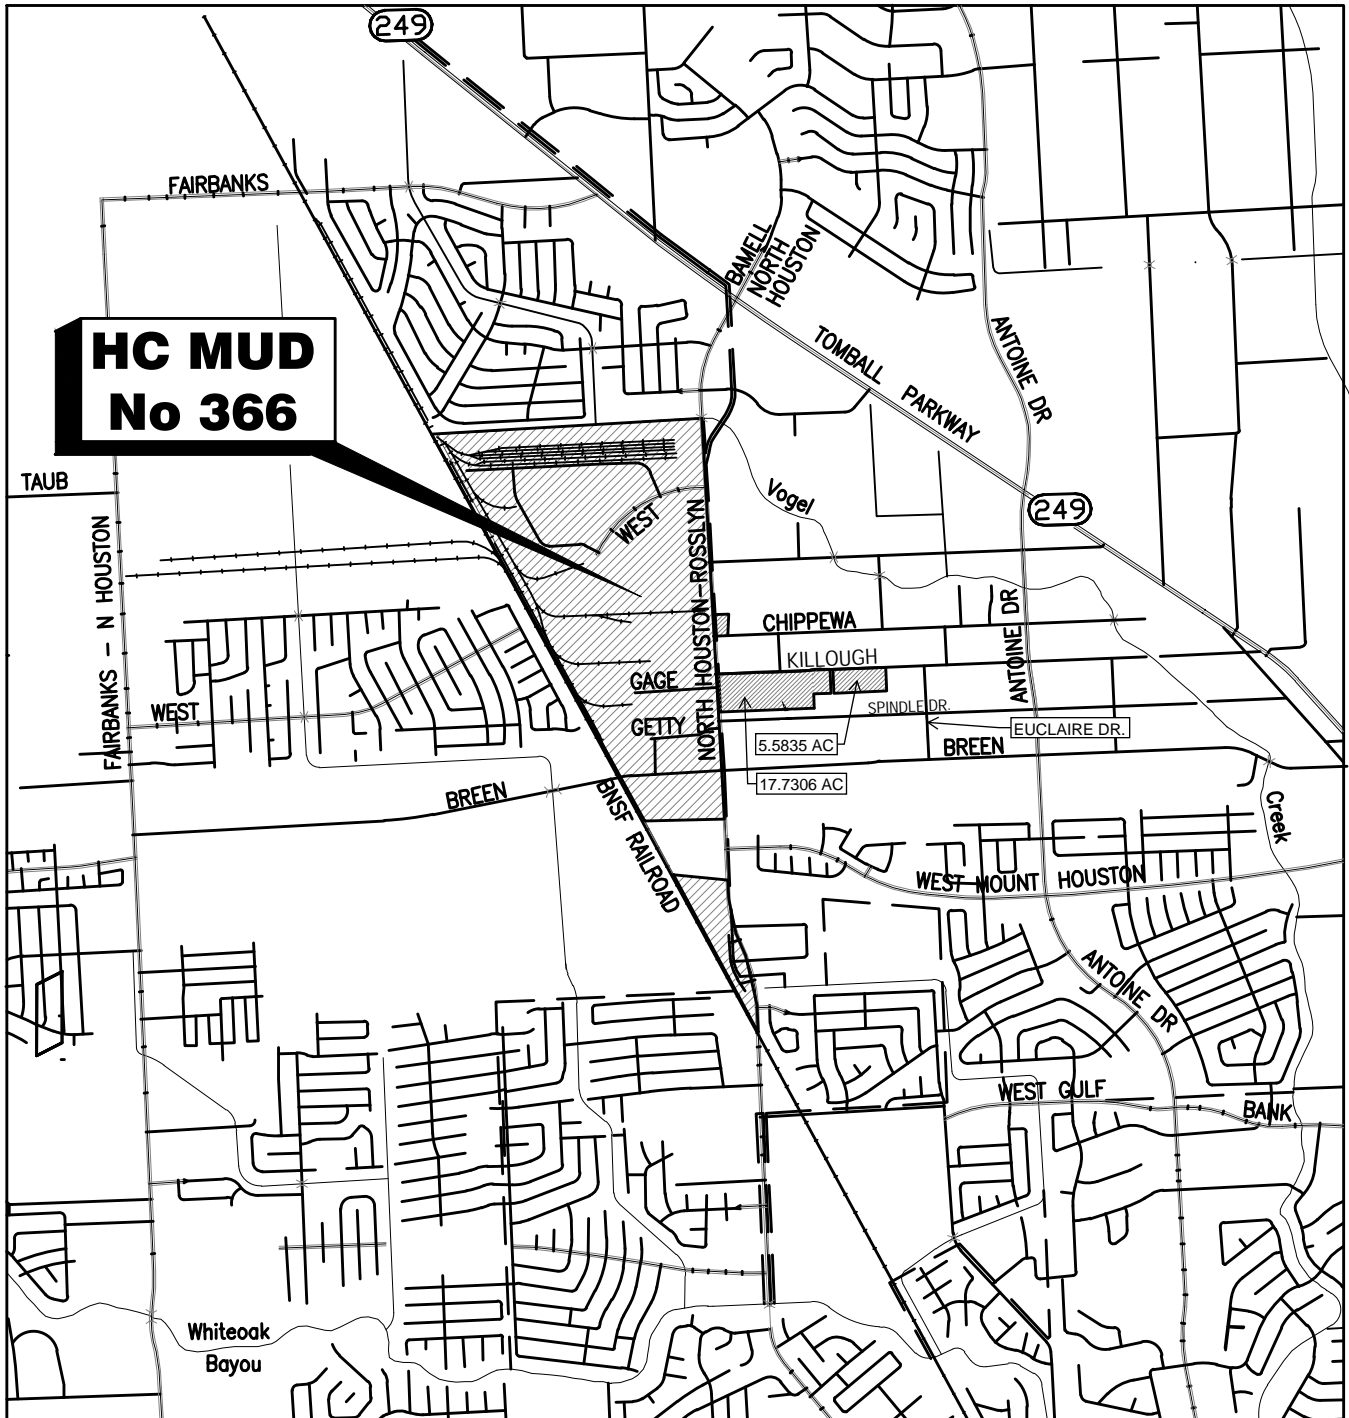 249
FAIRBANKS
BAMELL
NORTH
HOUSTON
HC MUD
No 366
TOMBALL PARKWAY
ANTOINE DR
TAUB
249
Vogel
WEST
FAIRBANKS - N HOUSTON
NORTH HOUSTON-ROSSLYN
CHIPPEWA
KILLOUGH
ANTOINE DR
GAGE
WEST
SPINDLE DR.
GETTY
EUCLAIRE DR.
5.5835 AC
BREEN
17.7306 AC
BREEN
BNSF RAILROAD
Creek
WEST MOUNT HOUSTON
ANTOINE DR
WEST GULF
BANK
Whiteoak
Bayou